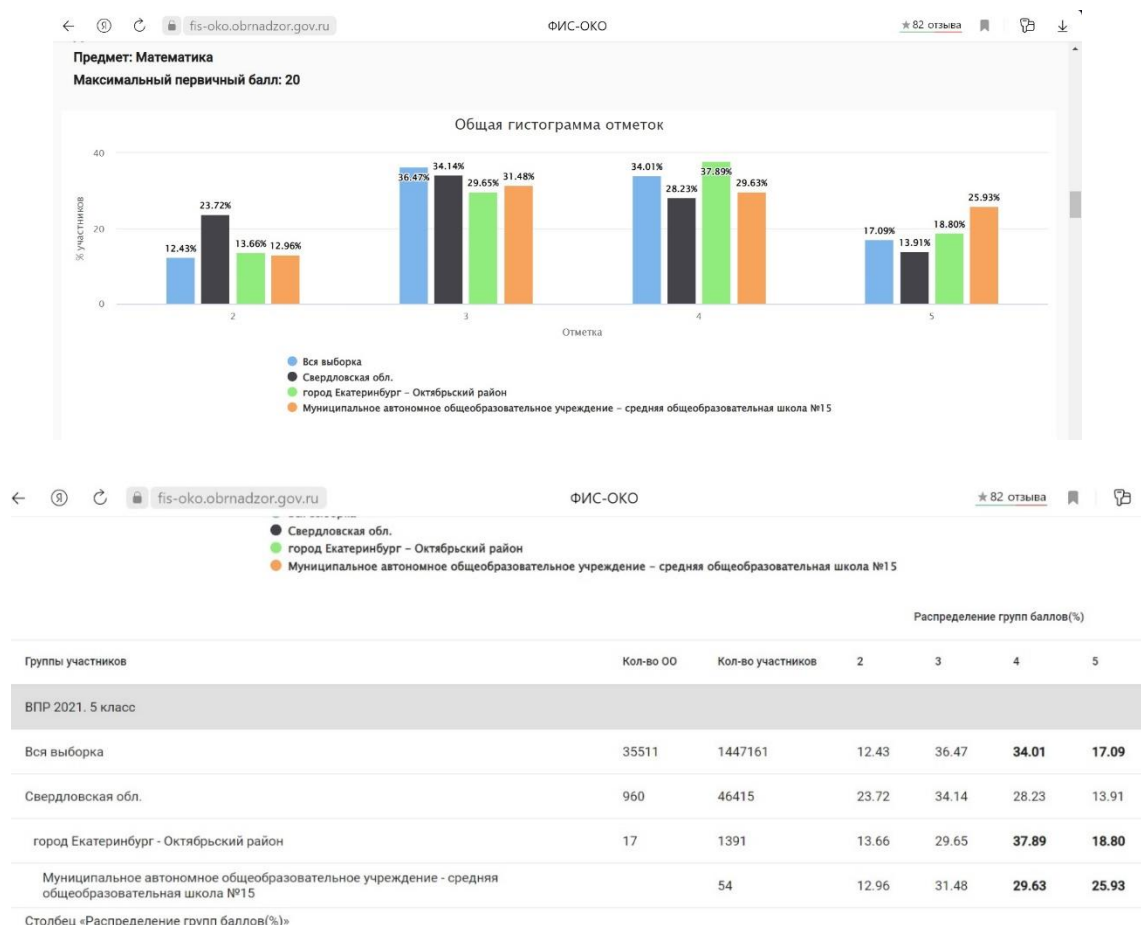 fis-oko.obrnadzor.gov.ru ФИС-ОКО ★ 82 отзыва
Предмет: Математика
Максимальный первичный балл: 20
Общая гистограмма отметок
% участников
40
20
0
12.43% 23.72% 13.66% 12.96%
36.47% 34.14% 29.65% 31.48%
34.01% 28.23% 37.89% 29.63%
17.09% 13.91% 18.80% 25.93%
2 3 4 5
Отметка
Вся выборка
Свердловская обл.
город Екатеринбург – Октябрьский район
Муниципальное автономное общеобразовательное учреждение – средняя общеобразовательная школа №15
fis-oko.obrnadzor.gov.ru ФИС-ОКО ★ 82 отзыва
Свердловская обл.
город Екатеринбург – Октябрьский район
Муниципальное автономное общеобразовательное учреждение – средняя общеобразовательная школа №15
Распределение групп баллов(%)
Группы участников Кол-во ОО Кол-во участников 2 3 4 5
ВПР 2021. 5 класс
Вся выборка 35511 1447161 12.43 36.47 34.01 17.09
Свердловская обл. 960 46415 23.72 34.14 28.23 13.91
город Екатеринбург - Октябрьский район 17 1391 13.66 29.65 37.89 18.80
Муниципальное автономное общеобразовательное учреждение - средняя
общеобразовательная школа №15 54 12.96 31.48 29.63 25.93
Столбец «Распределение групп баллов(%)»